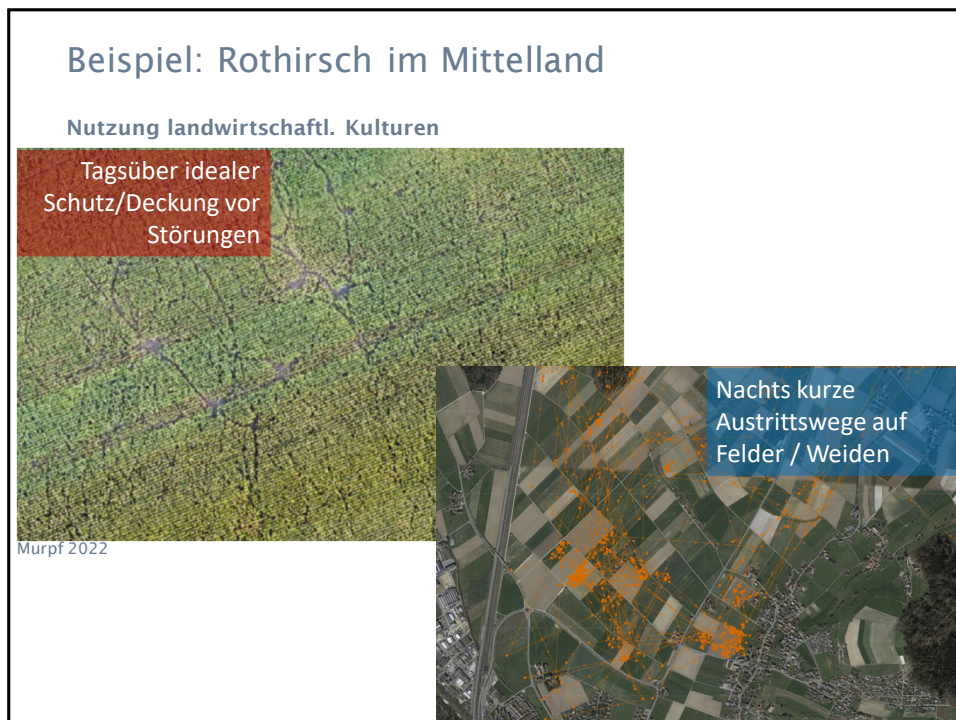 Beispiel: Rothirsch im Mittelland
Nutzung landwirtschaftl. Kulturen
Tagsüber idealer
Schutz/Deckung vor
Störungen
Nachts kurze
Austrittswege auf
Felder / Weiden
Murpf 2022